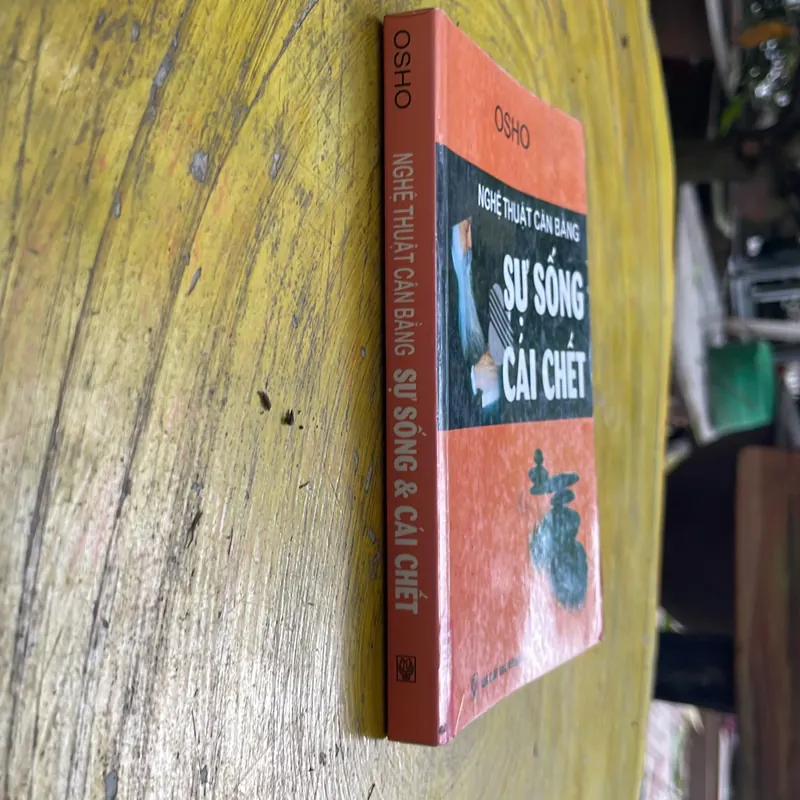 OSHO
NGHỆ THUẬT CÂN BẰNG SỰ SỐNG & CÁI CHẾT
OSHO
NGHỆ THUẬT CÂN BẰNG
SỰ SỐNG
CÁI CHẾT